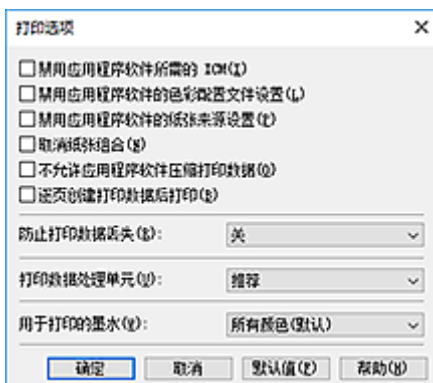 打印选项
禁用应用程序软件所需的 ICM(I)
禁用应用程序软件的色彩配置文件设置(L)
禁用应用程序软件的纸张来源设置(P)
取消纸张组合(N)
不允许应用程序软件压缩打印数据(O)
逐页创建打印数据后打印(R)
防止打印数据丢失(E): 关
打印数据处理单元(U): 推荐
用于打印的墨水(Y): 所有颜色(默认)
确定 取消 默认值(F) 帮助(H)